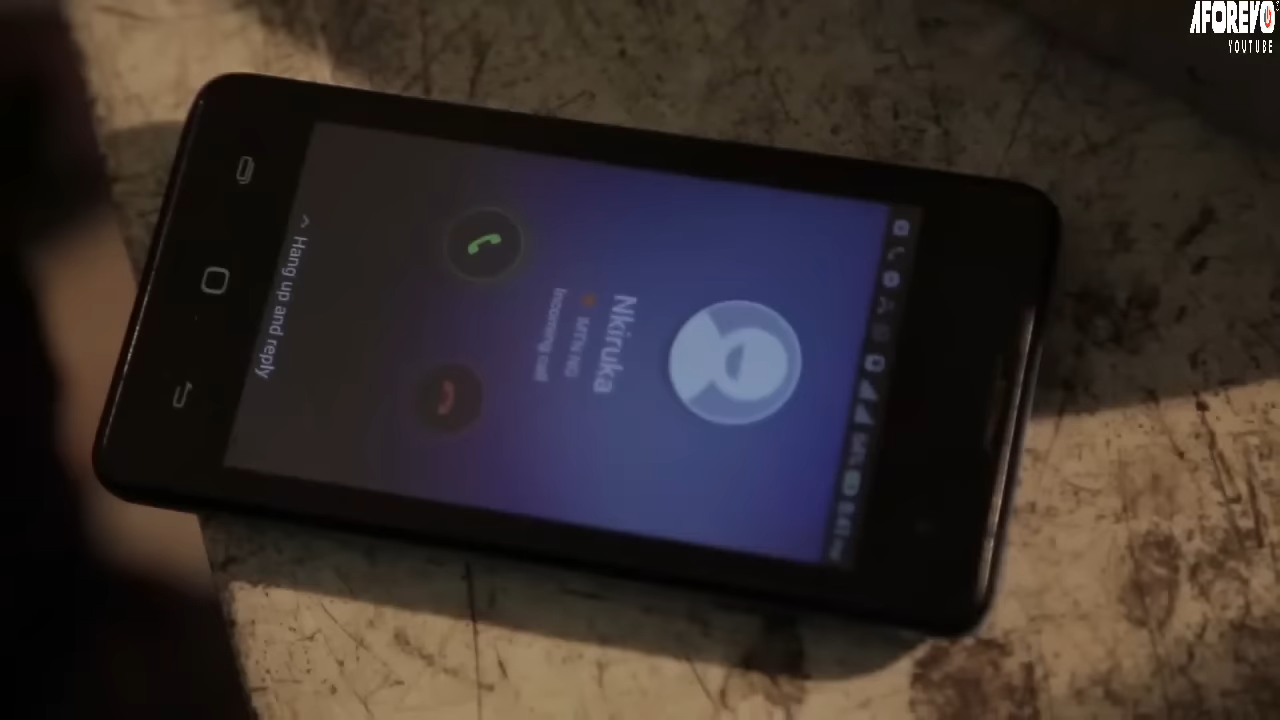 AFOREVO
YOUTUBE
Nkiruka
MTN NG
Incoming call
Hang up and reply